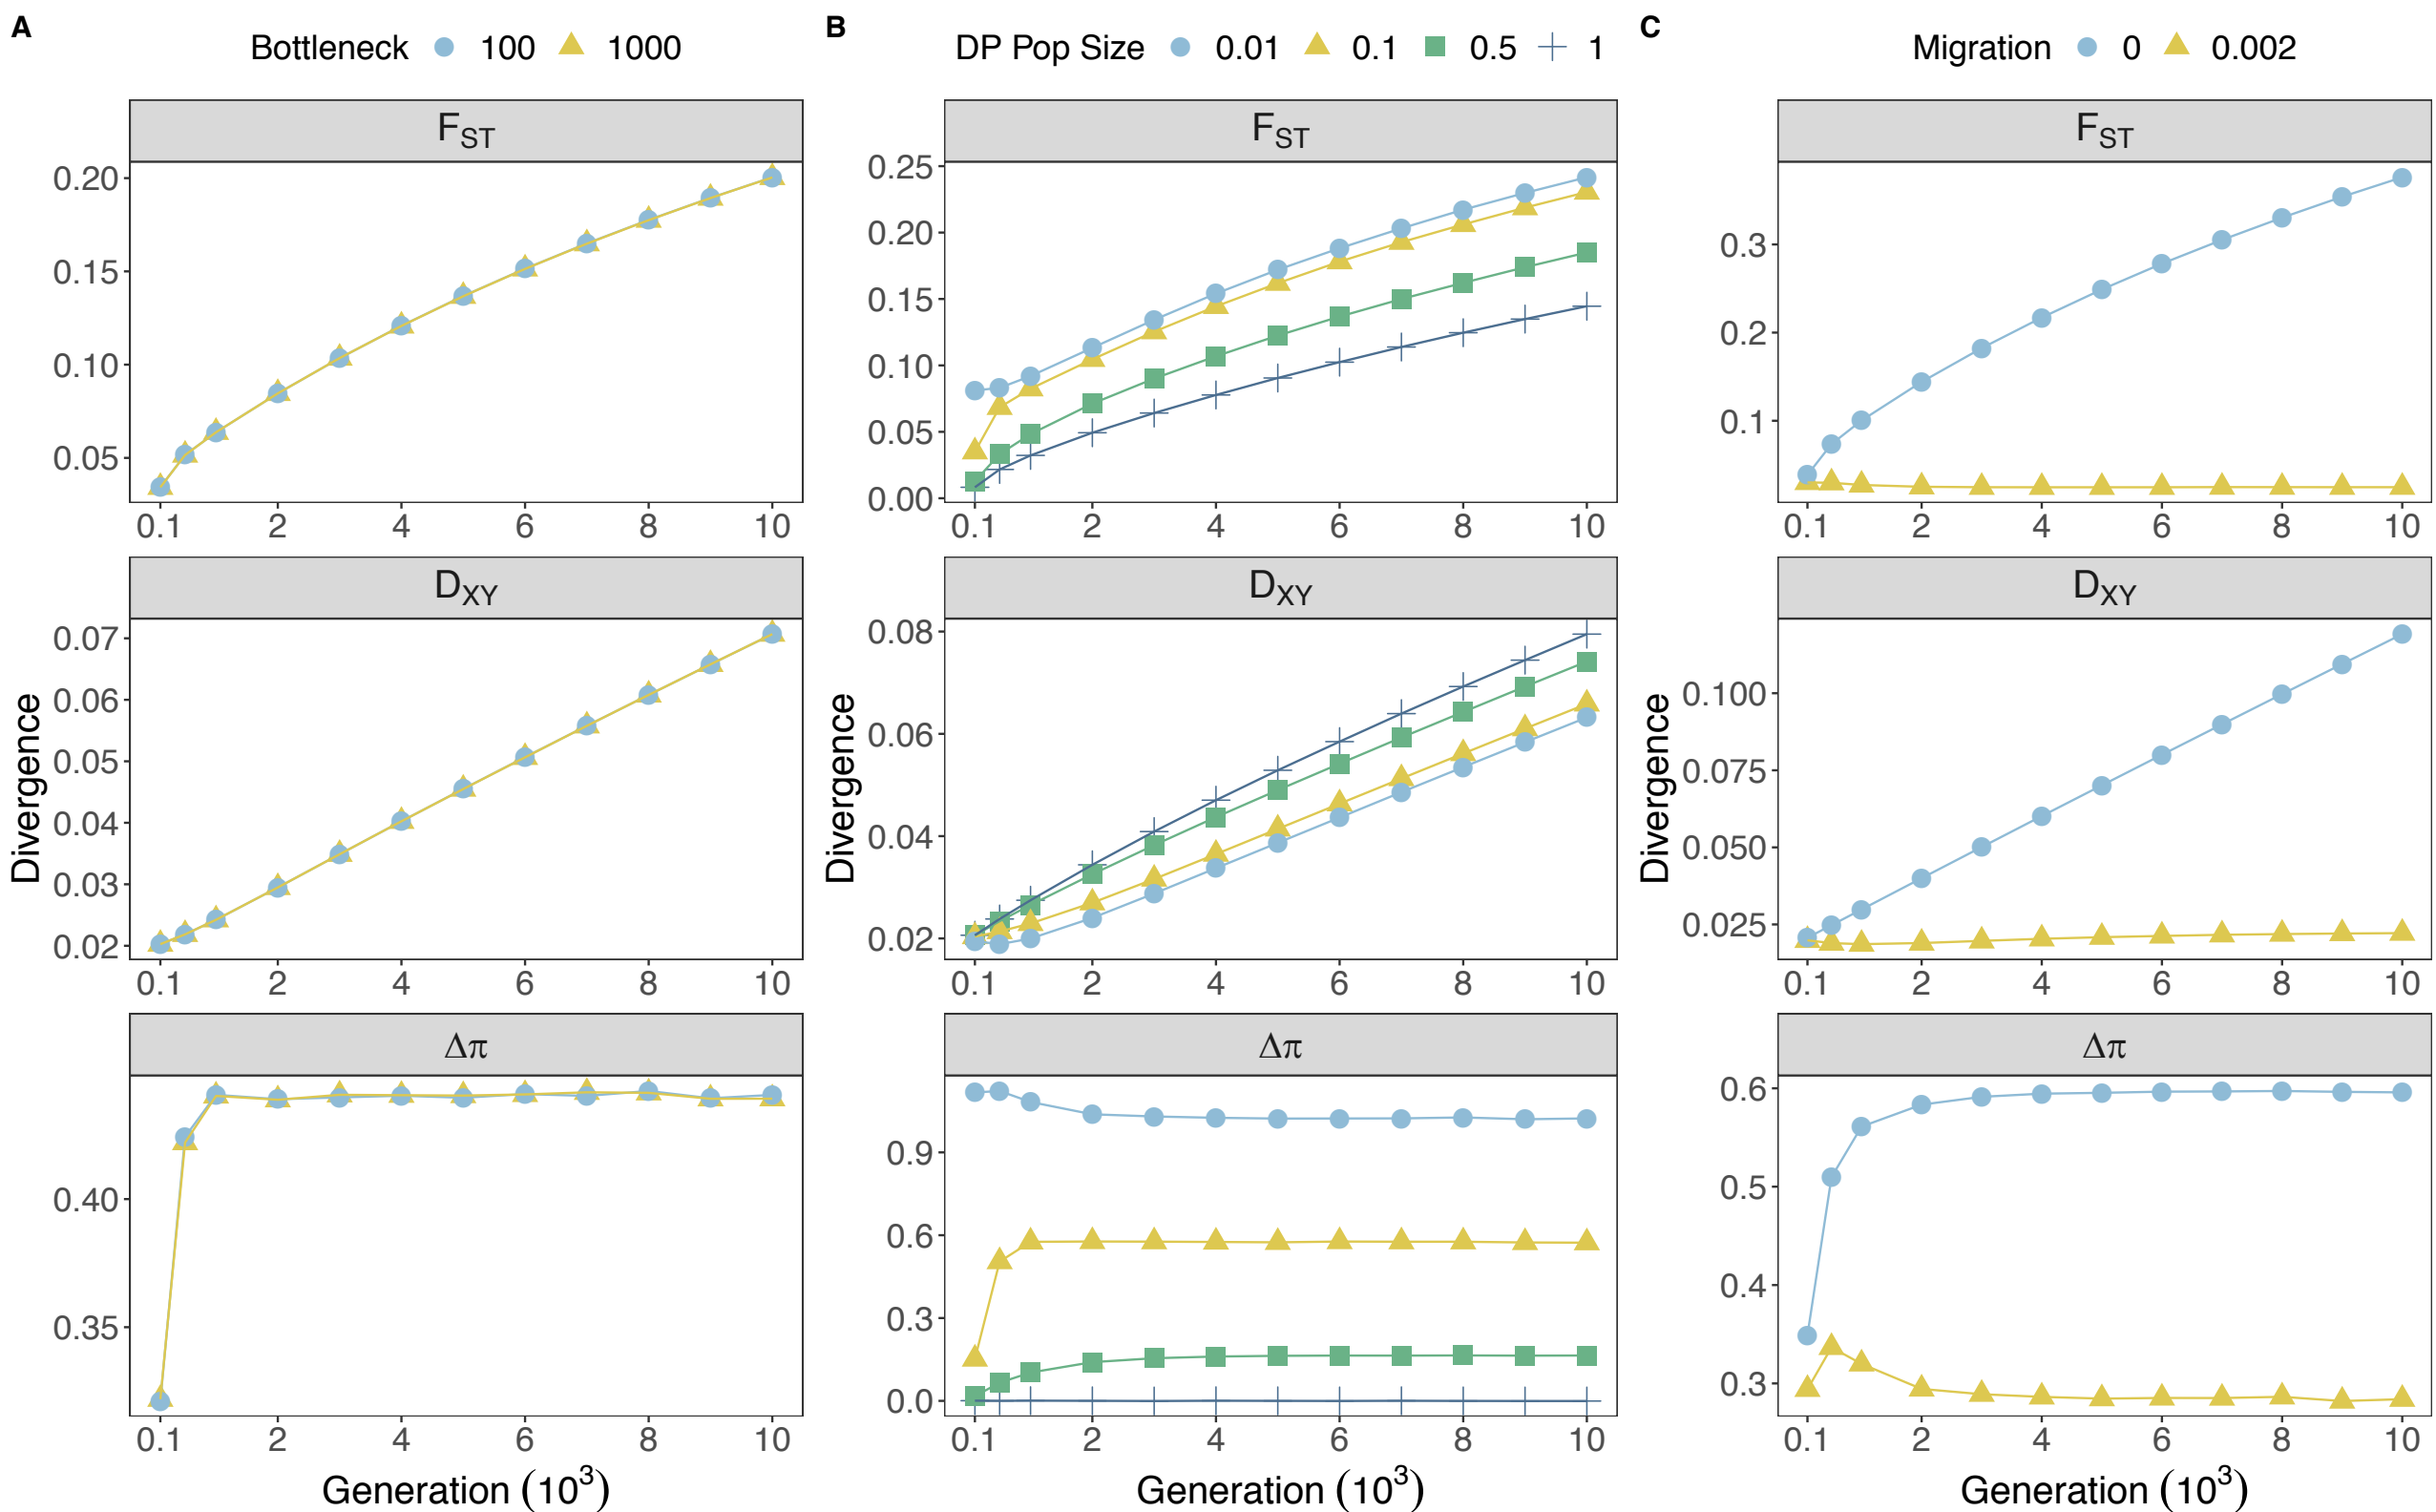 A
Bottleneck 100 1000
F_ST
0.20
0.15
0.10
0.05
0.1 2 4 6 8 10
D_XY
0.07
0.06
0.05
0.04
0.03
0.02
0.1 2 4 6 8 10
Δπ
0.40
0.35
0.1 2 4 6 8 10
Divergence
Generation (10^3)
B
DP Pop Size 0.01 0.1 0.5 1
F_ST
0.25
0.20
0.15
0.10
0.05
0.00
0.1 2 4 6 8 10
D_XY
0.08
0.06
0.04
0.02
0.1 2 4 6 8 10
Δπ
0.9
0.6
0.3
0.0
0.1 2 4 6 8 10
Divergence
Generation (10^3)
C
Migration 0 0.002
F_ST
0.3
0.2
0.1
0.1 2 4 6 8 10
D_XY
0.100
0.075
0.050
0.025
0.1 2 4 6 8 10
Δπ
0.6
0.5
0.4
0.3
0.1 2 4 6 8 10
Divergence
Generation (10^3)